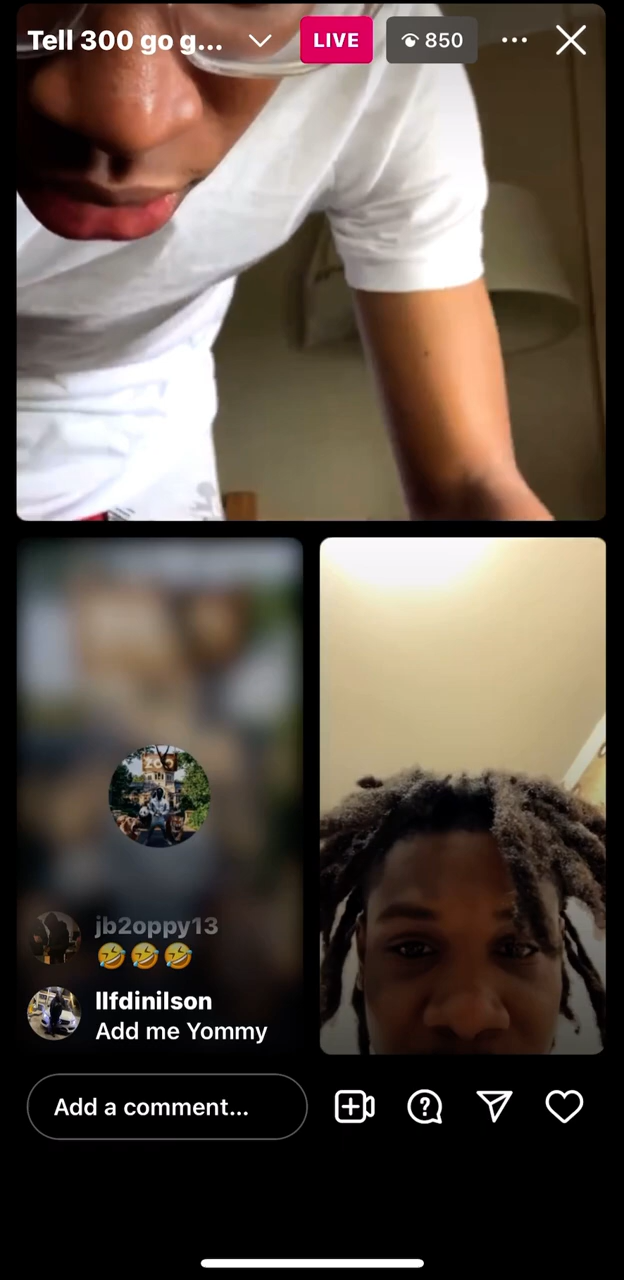 Tell 300 go g...
LIVE
850
jb2oppy13
🤣🤣🤣
llfdinilson
Add me Yommy
Add a comment...